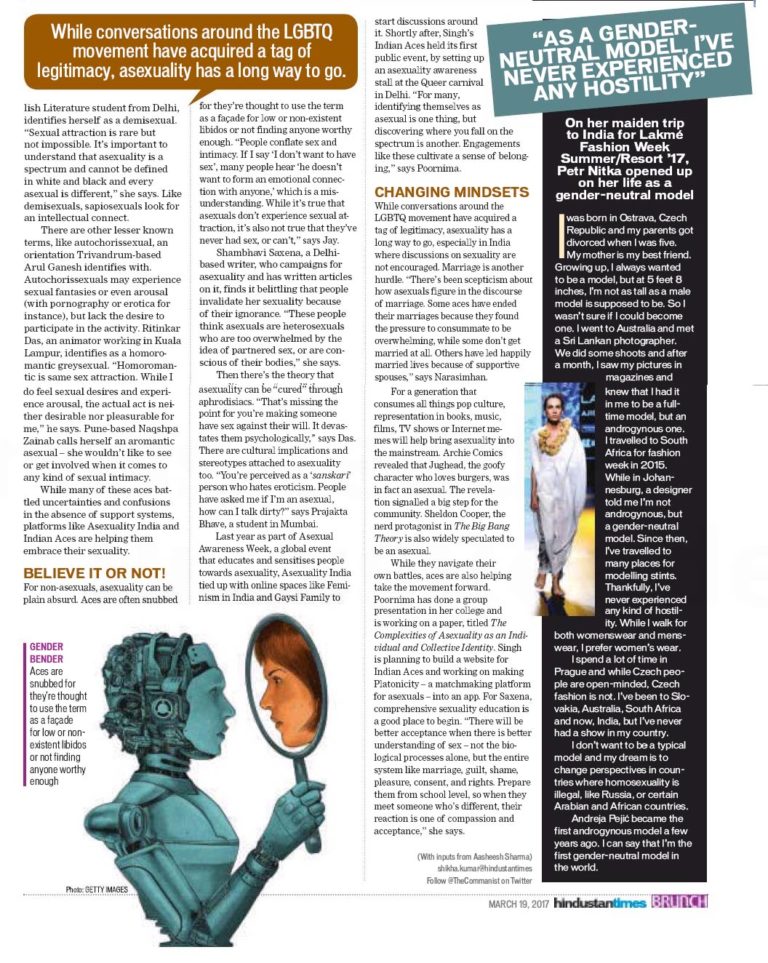 While conversations around the LGBTQ
movement have acquired a tag of
legitimacy, asexuality has a long way to go.
lish Literature student from Delhi,
identifies herself as a demisexual.
“Sexual attraction is rare but
not impossible. It’s important to
understand that asexuality is a
spectrum and cannot be defined
in white and black and every
asexual is different,” she says. Like
demisexuals, sapiosexuals look for
an intellectual connect.
There are other lesser known
terms, like autochorissexual, an
orientation Trivandrum-based
Arul Ganesh identifies with.
Autochorissexuals may experience
sexual fantasies or even arousal
(with pornography or erotica for
instance), but lack the desire to
participate in the activity. Ritinkar
Das, an animator working in Kuala
Lampur, identifies as a homoro-
mantic greysexual. “Homoroman-
tic is same sex attraction. While I
do feel sexual desires and experi-
ence arousal, the actual act is nei-
ther desirable nor pleasurable for
me,” he says. Pune-based Naqshpa
Zainab calls herself an aromantic
asexual – she wouldn’t like to see
or get involved when it comes to
any kind of sexual intimacy.
While many of these aces bat-
tled uncertainties and confusions
in the absence of support systems,
platforms like Asexuality India and
Indian Aces are helping them
embrace their sexuality.
BELIEVE IT OR NOT!
For non-asexuals, asexuality can be
plain absurd. Aces are often snubbed
for they’re thought to use the term
as a façade for low or non-existent
libidos or not finding anyone worthy
enough. “People conflate sex and
intimacy. If I say ‘I don’t want to have
sex’, many people hear ‘he doesn’t
want to form an emotional connec-
tion with anyone,’ which is a mis-
understanding. While it’s true that
asexuals don’t experience sexual at-
traction, it’s also not true that they’ve
never had sex, or can’t,” says Jay.
Shambhavi Saxena, a Delhi-
based writer, who campaigns for
asexuality and has written articles
on it, finds it belittling that people
invalidate her sexuality because
of their ignorance. “These people
think asexuals are heterosexuals
who are too overwhelmed by the
idea of partnered sex, or are con-
scious of their bodies,” she says.
Then there’s the theory that
asexuality can be “cured” through
aphrodisiacs. “That’s missing the
point for you’re making someone
have sex against their will. It devas-
tates them psychologically,” says Das.
There are cultural implications and
stereotypes attached to asexuality
too. “You’re perceived as a ‘sanskari’
person who hates eroticism. People
have asked me if I’m an asexual,
how can I talk dirty?” says Prajakta
Bhave, a student in Mumbai.
Last year as part of Asexual
Awareness Week, a global event
that educates and sensitises people
towards asexuality, Asexuality India
tied up with online spaces like Femi-
nism in India and Gaysi Family to
start discussions around
it. Shortly after, Singh’s
Indian Aces held its first
public event, by setting up
an asexuality awareness
stall at the Queer carnival
in Delhi. “For many,
identifying themselves as
asexual is one thing, but
discovering where you fall on the
spectrum is another. Engagements
like these cultivate a sense of belong-
ing,” says Poornima.
CHANGING MINDSETS
While conversations around the
LGBTQ movement have acquired a
tag of legitimacy, asexuality has a
long way to go, especially in India
where discussions on sexuality are
not encouraged. Marriage is another
hurdle. “There’s been scepticism about
how asexuals figure in the discourse
of marriage. Some aces have ended
their marriages because they found
the pressure to consummate to be
overwhelming, while some don’t get
married at all. Others have led happily
married lives because of supportive
spouses,” says Narasimhan.
For a generation that
consumes all things pop culture,
representation in books, music,
films, TV shows or Internet me-
mes will help bring asexuality into
the mainstream. Archie Comics
revealed that Jughead, the goofy
character who loves burgers, was
in fact an asexual. The revela-
tion signalled a big step for the
community. Sheldon Cooper, the
nerd protagonist in The Big Bang
Theory is also widely speculated to
be an asexual.
While they navigate their
own battles, aces are also helping
take the movement forward.
Poornima has done a group
presentation in her college and
is working on a paper, titled The
Complexities of Asexuality as an Ind-
ividual and Collective Identity. Singh
is planning to build a website for
Indian Aces and working on making
Platonicity – a matchmaking platform
for asexuals – into an app. For Saxena,
comprehensive sexuality education is
a good place to begin. “There will be
better acceptance when there is better
understanding of sex – not the bio-
logical processes alone, but the entire
system like marriage, guilt, shame,
pleasure, consent, and rights. Prepare
them from school level, so when they
meet someone who’s different, their
reaction is one of compassion and
acceptance,” she says.
(With inputs from Aasheesh Sharma)
shikha.kumar@hindustantimes
Follow @TheCommanist on Twitter
“AS A GENDER-
NEUTRAL MODEL, I’VE
NEVER EXPERIENCED
ANY HOSTILITY”
On her maiden trip
to India for Lakmé
Fashion Week
Summer/Resort ’17,
Petr Nitka opened up
on her life as a
gender-neutral model
I was born in Ostrava, Czech
Republic and my parents got
divorced when I was five.
My mother is my best friend.
Growing up, I always wanted
to be a model, but at 5 feet 8
inches, I’m not as tall as a male
model is supposed to be. So I
wasn’t sure if I could become
one. I went to Australia and met
a Sri Lankan photographer.
We did some shoots and after
a month, I saw my pictures in
magazines and
knew that I had it
in me to be a full-
time model, but an
androgynous one.
I travelled to South
Africa for fashion
week in 2015.
While in Johan-
nesburg, a designer
told me I’m not
androgynous, but
a gender-neutral
model. Since then,
I’ve travelled to
many places for
modelling stints.
Thankfully, I’ve
never experienced
any kind of hostil-
ity. While I walk for
both womenswear and mens-
wear, I prefer women’s wear.
I spend a lot of time in
Prague and while Czech peo-
ple are open-minded, Czech
fashion is not. I’ve been to Slo-
vakia, Australia, South Africa
and now, India, but I’ve never
had a show in my country.
I don’t want to be a typical
model and my dream is to
change perspectives in coun-
tries where homosexuality is
illegal, like Russia, or certain
Arabian and African countries.
Andreja Pejić became the
first androgynous model a few
years ago. I can say that I’m the
first gender-neutral model in
the world.
GENDER
BENDER
Aces are
snubbed for
they’re thought
to use the term
as a façade
for low or non-
existent libidos
or not finding
anyone worthy
enough
Photo: GETTY IMAGES
MARCH 19, 2017 hindustantimes BRUNCH